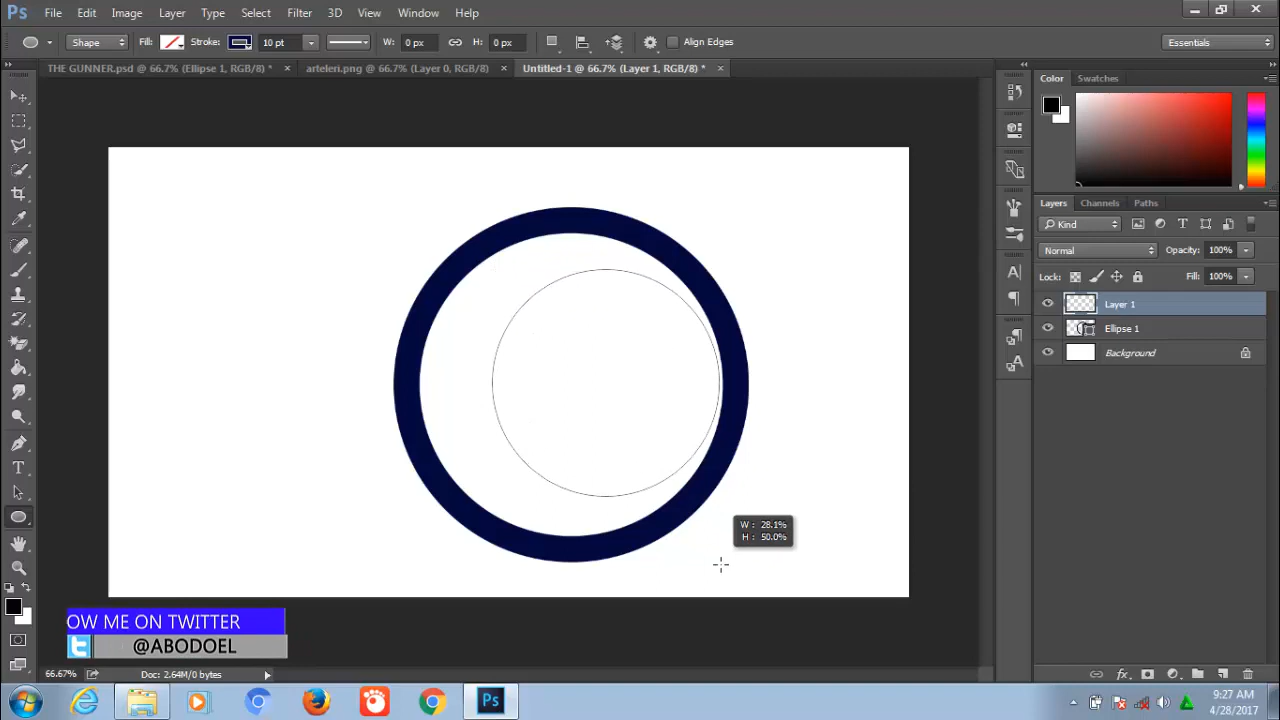 Ps File Edit Image Layer Type Select Filter 3D View Window Help
Shape Fill: Stroke: 10 pt W: 0 px H: 0 px Align Edges Essentials
THE GUNNER.psd @ 66.7% (Ellipse 1, RGB/8) * × arteleri.png @ 66.7% (Layer 0, RGB/8) × Untitled-1 @ 66.7% (Layer 1, RGB/8) * ×
Color Swatches
Layers Channels Paths
Kind
Normal Opacity: 100%
Lock: Fill: 100%
Layer 1
Ellipse 1
Background
W: 28.1%
H: 50.0%
OW ME ON TWITTER
@ABODOEL
66.67% Doc: 2.64M/0 bytes
Ps
9:27 AM
4/28/2017